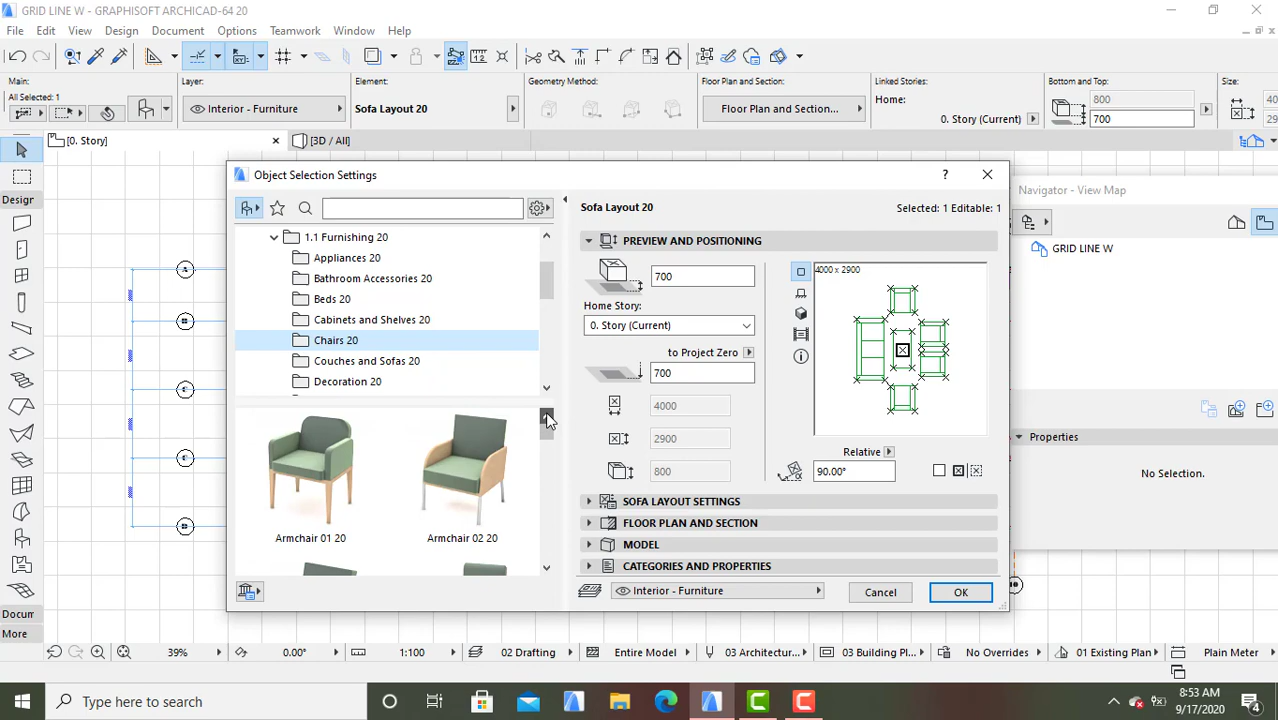 GRID LINE W - GRAPHISOFT ARCHICAD-64 20
File Edit View Design Document Options Teamwork Window Help
Main:
All Selected: 1
Layer:
Interior - Furniture
Element:
Sofa Layout 20
Geometry Method:
Floor Plan and Section:
Floor Plan and Section...
Linked Stories:
Home:
0. Story (Current)
Bottom and Top:
800
700
Size:
40
29
[0. Story]
[3D / All]
Design
Docum
More
Object Selection Settings
1.1 Furnishing 20
Appliances 20
Bathroom Accessories 20
Beds 20
Cabinets and Shelves 20
Chairs 20
Couches and Sofas 20
Decoration 20
Armchair 01 20
Armchair 02 20
Sofa Layout 20
Selected: 1 Editable: 1
PREVIEW AND POSITIONING
700
Home Story:
0. Story (Current)
to Project Zero
700
4000
2900
800
4000 x 2900
Relative
90.00°
SOFA LAYOUT SETTINGS
FLOOR PLAN AND SECTION
MODEL
CATEGORIES AND PROPERTIES
Interior - Furniture
Cancel
OK
Navigator - View Map
GRID LINE W
Properties
No Selection.
39%
0.00°
1:100
02 Drafting
Entire Model
03 Architectur...
03 Building Pl...
No Overrides
01 Existing Plan
Plain Meter
Type here to search
8:53 AM
9/17/2020
4